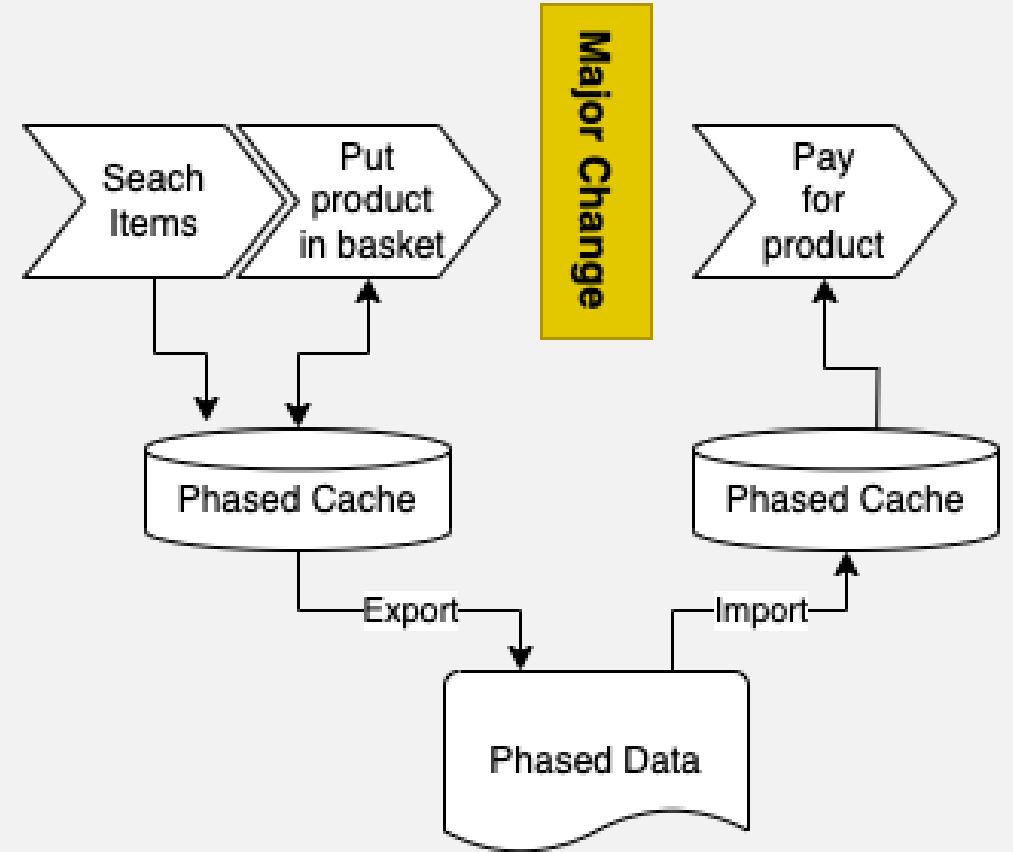 Seach
Items
Put
product
in basket
Major Change
Pay
for
product
Phased Cache
Phased Cache
Export
Import
Phased Data